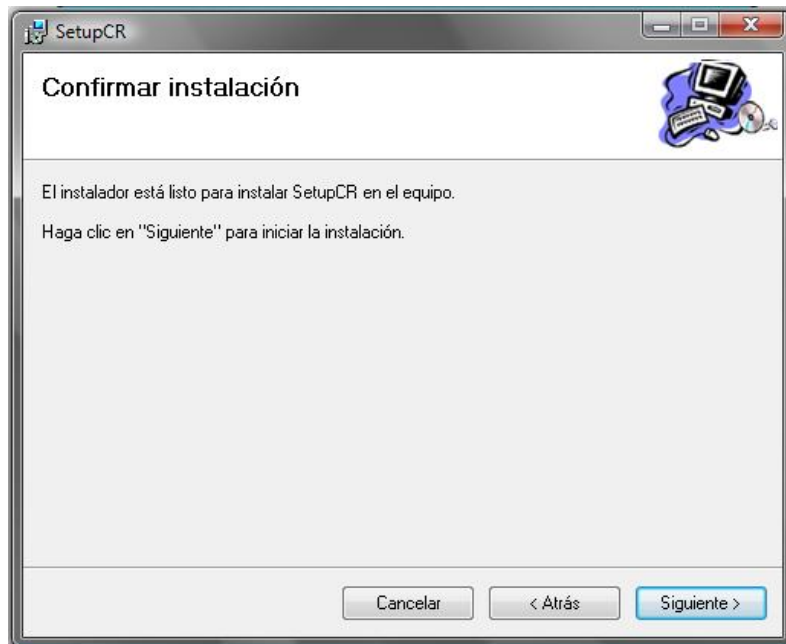 SetupCR
Confirmar instalación
El instalador está listo para instalar SetupCR en el equipo.
Haga clic en "Siguiente" para iniciar la instalación.
Cancelar
< Atrás
Siguiente >